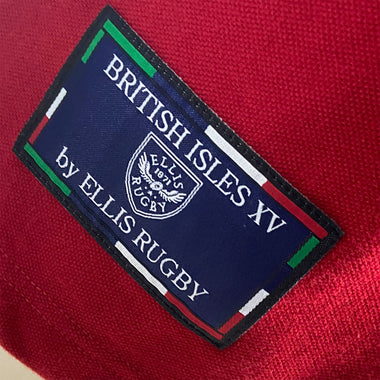 BRITISH ISLES XV
ELLIS
1871
RUGBY
by ELLIS RUGBY